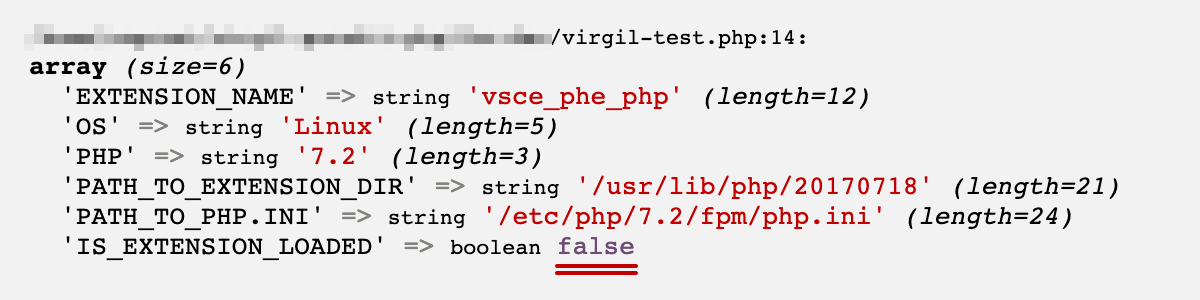 /virgil-test.php:14:
array (size=6)
'EXTENSION_NAME' => string 'vsce_phe_php' (length=12)
'OS' => string 'Linux' (length=5)
'PHP' => string '7.2' (length=3)
'PATH_TO_EXTENSION_DIR' => string '/usr/lib/php/20170718' (length=21)
'PATH_TO_PHP.INI' => string '/etc/php/7.2/fpm/php.ini' (length=24)
'IS_EXTENSION_LOADED' => boolean false